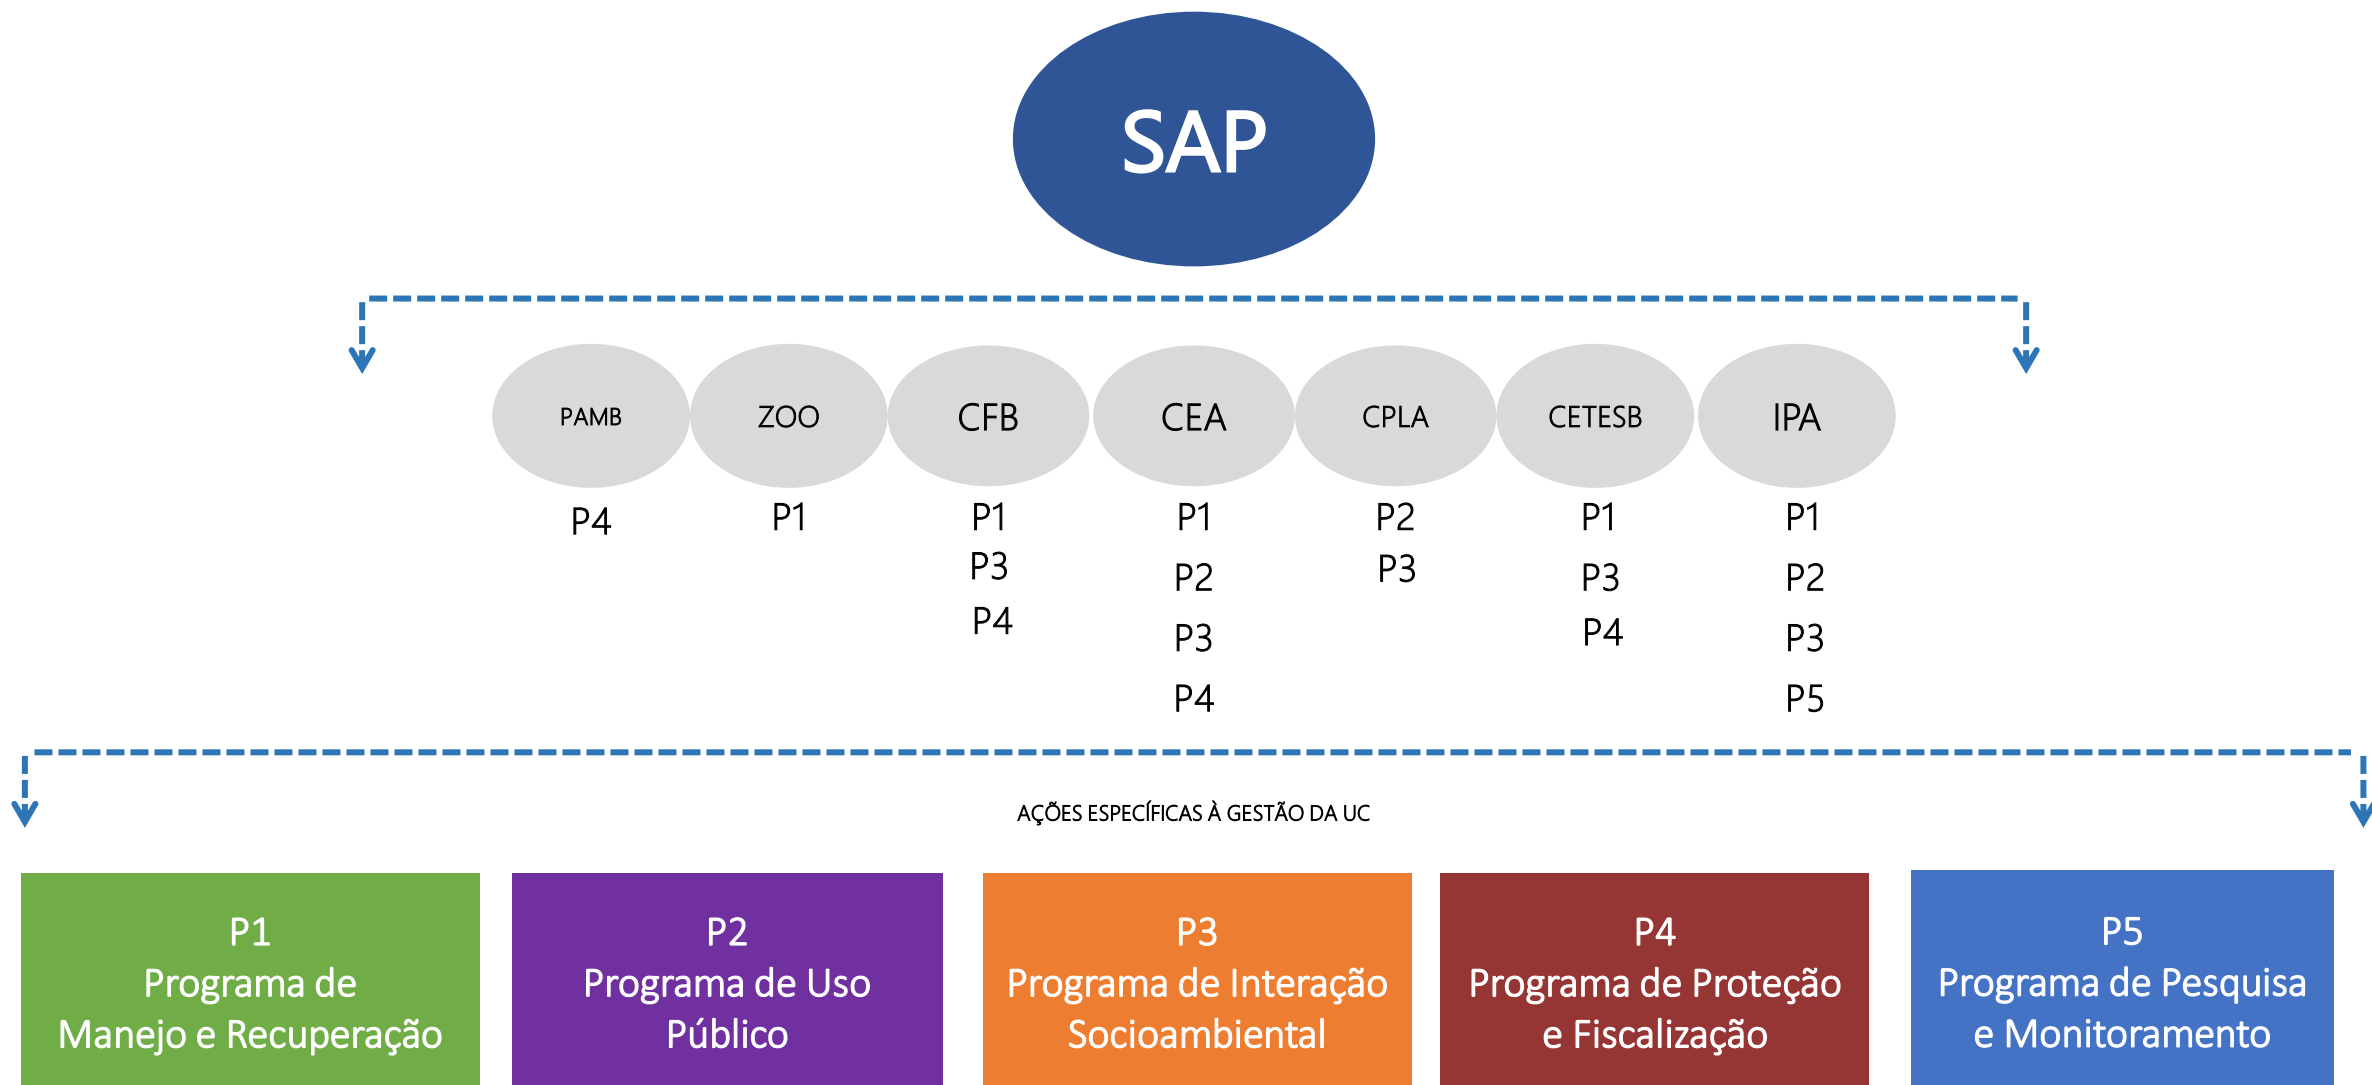 SAP
PAMB
ZOO
CFB
CEA
CPLA
CETESB
IPA
P4
P1
P1
P3
P4
P1
P2
P3
P4
P2
P3
P1
P3
P4
P1
P2
P3
P5
AÇÕES ESPECÍFICAS À GESTÃO DA UC
P1
Programa de
Manejo e Recuperação
P2
Programa de Uso
Público
P3
Programa de Interação
Socioambiental
P4
Programa de Proteção
e Fiscalização
P5
Programa de Pesquisa
e Monitoramento